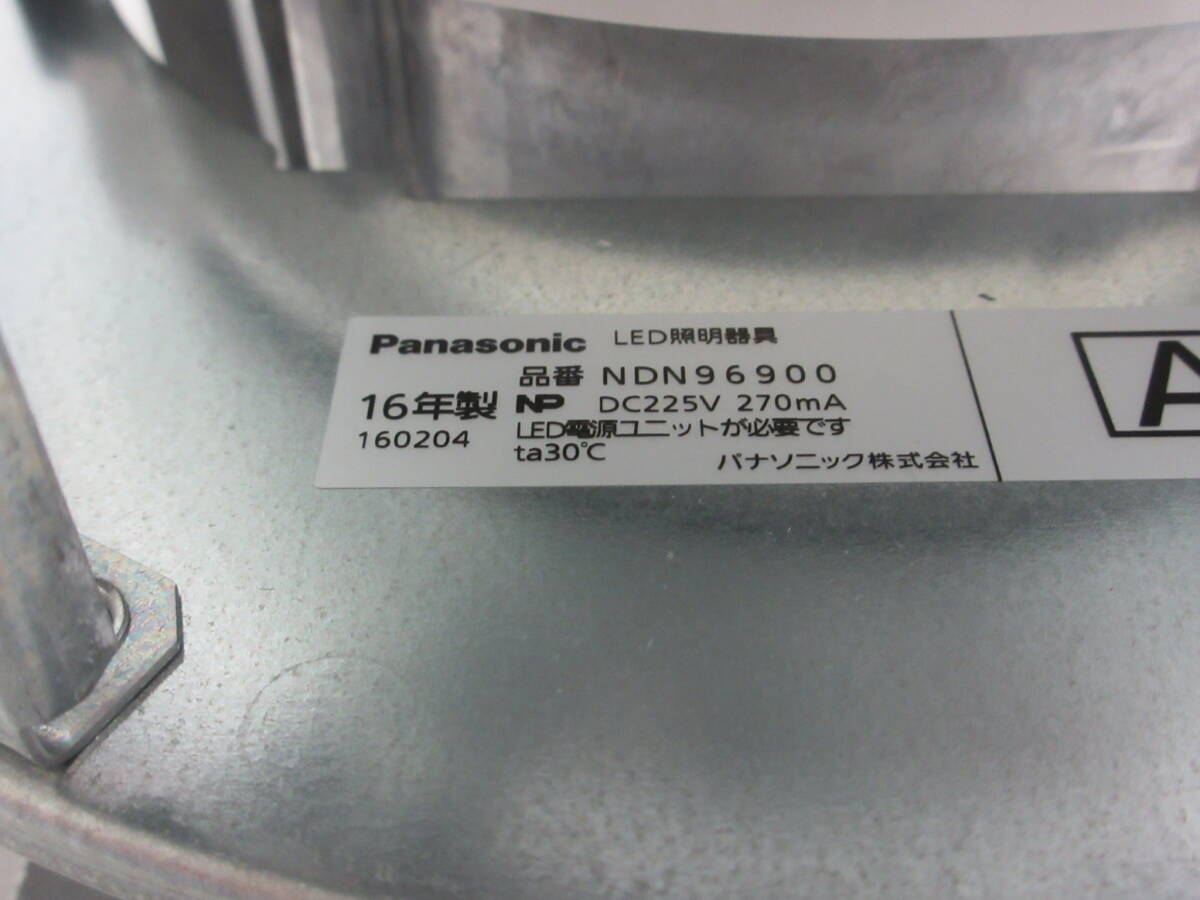 Panasonic LED照明器具
品番 NDN96900
16年製 NP DC225V 270mA
160204 LED電源ユニットが必要です
ta30℃ パナソニック株式会社
A